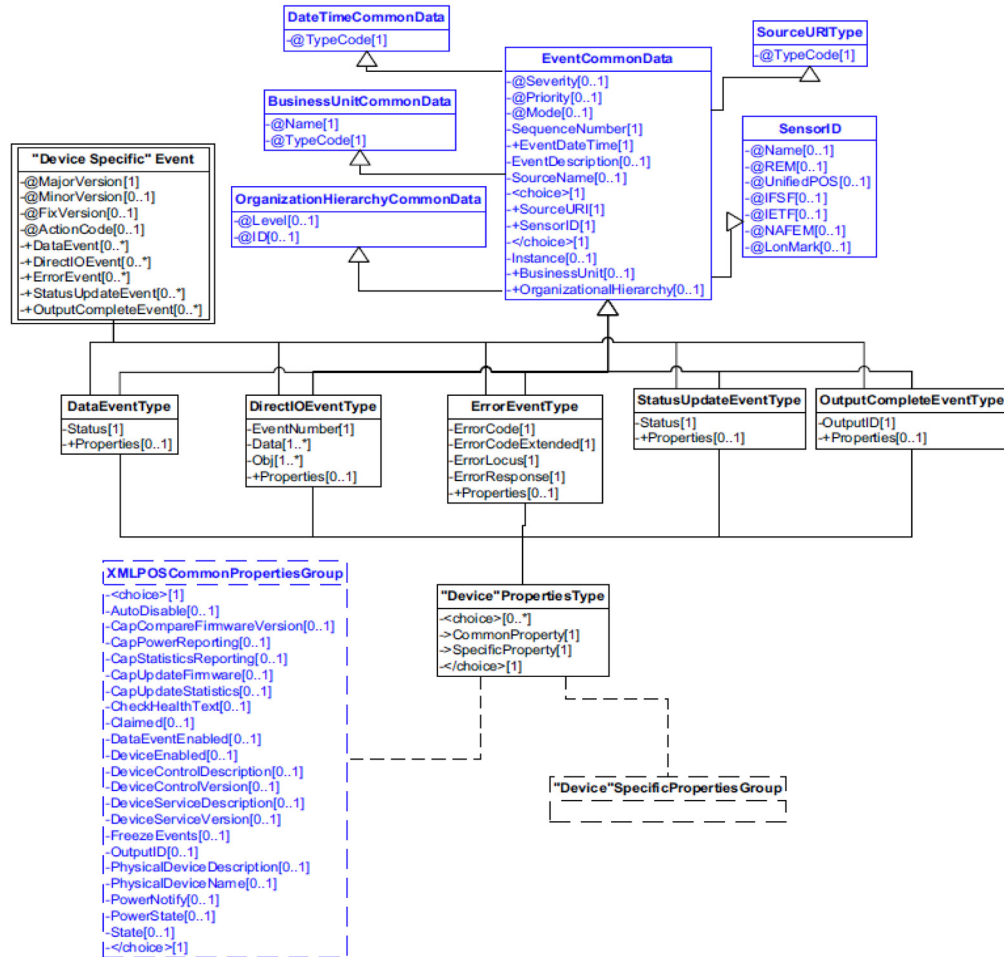 DateTimeCommonData
-@TypeCode[1]
SourceURIType
-@TypeCode[1]
EventCommonData
-@Severity[0..1]
-@Priority[0..1]
-@Mode[0..1]
-SequenceNumber[1]
-+EventDateTime[1]
-EventDescription[0..1]
-SourceName[0..1]
-<choice>[1]
-+SourceURI[1]
-+SensorID[1]
-</choice>[1]
-Instance[0..1]
-+BusinessUnit[0..1]
-+OrganizationalHierarchy[0..1]
BusinessUnitCommonData
-@Name[1]
-@TypeCode[1]
SensorID
-@Name[0..1]
-@REM[0..1]
-@UnifiedPOS[0..1]
-@IFSF[0..1]
-@IETF[0..1]
-@NAFEM[0..1]
-@LonMark[0..1]
"Device Specific" Event
-@MajorVersion[1]
-@MinorVersion[0..1]
-@FixVersion[0..1]
-@ActionCode[0..1]
-+DataEvent[0..*]
-+DirectIOEvent[0..*]
-+ErrorEvent[0..*]
-+StatusUpdateEvent[0..*]
-+OutputCompleteEvent[0..*]
OrganizationHierarchyCommonData
-@Level[0..1]
-@ID[0..1]
DataEventType
-Status[1]
-+Properties[0..1]
DirectIOEventType
-EventNumber[1]
-Data[1..*]
-Obj[1..*]
-+Properties[0..1]
ErrorEventType
-ErrorCode[1]
-ErrorCodeExtended[1]
-ErrorLocus[1]
-ErrorResponse[1]
-+Properties[0..1]
StatusUpdateEventType
-Status[1]
-+Properties[0..1]
OutputCompleteEventType
-OutputID[1]
-+Properties[0..1]
XMLPOSCommonPropertiesGroup
-<choice>[1]
-AutoDisable[0..1]
-CapCompareFirmwareVersion[0..1]
-CapPowerReporting[0..1]
-CapStatisticsReporting[0..1]
-CapUpdateFirmware[0..1]
-CapUpdateStatistics[0..1]
-CheckHealthText[0..1]
-Claimed[0..1]
-DataEventEnabled[0..1]
-DeviceEnabled[0..1]
-DeviceControlDescription[0..1]
-DeviceControlVersion[0..1]
-DeviceServiceDescription[0..1]
-DeviceServiceVersion[0..1]
-FreezeEvents[0..1]
-OutputID[0..1]
-PhysicalDeviceDescription[0..1]
-PhysicalDeviceName[0..1]
-PowerNotify[0..1]
-PowerState[0..1]
-State[0..1]
-</choice>[1]
"Device"PropertiesType
-<choice>[0..*]
->CommonProperty[1]
->SpecificProperty[1]
-</choice>[1]
"Device"SpecificPropertiesGroup